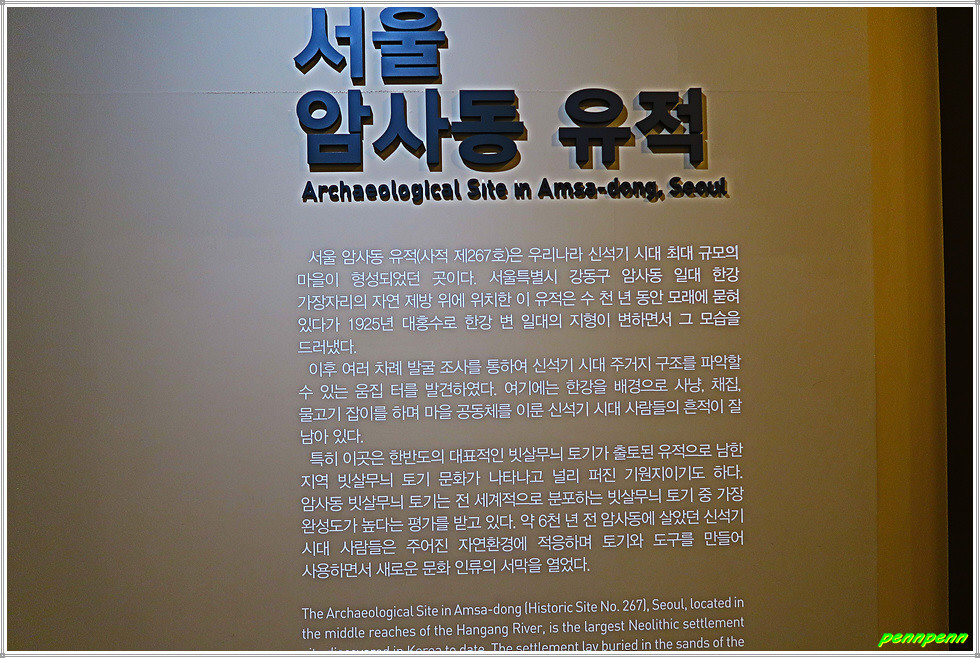 서울
암사동 유적
Archaeological Site in Amsa-dong, Seoul
서울 암사동 유적(사적 제267호)은 우리나라 신석기 시대 최대 규모의
마을이 형성되었던 곳이다. 서울특별시 강동구 암사동 일대 한강
가장자리의 자연 제방 위에 위치한 이 유적은 수 천 년 동안 모래에 묻혀
있다가 1925년 대홍수로 한강 변 일대의 지형이 변하면서 그 모습을
드러냈다.
이후 여러 차례 발굴 조사를 통하여 신석기 시대 주거지 구조를 파악할
수 있는 움집 터를 발견하였다. 여기에는 한강을 배경으로 사냥, 채집,
물고기 잡이를 하며 마을 공동체를 이룬 신석기 시대 사람들의 흔적이 잘
남아 있다.
특히 이곳은 한반도의 대표적인 빗살무늬 토기가 출토된 유적으로 남한
지역 빗살무늬 토기 문화가 나타나고 널리 퍼진 기원지이기도 하다.
암사동 빗살무늬 토기는 전 세계적으로 분포하는 빗살무늬 토기 중 가장
완성도가 높다는 평가를 받고 있다. 약 6천 년 전 암사동에 살았던 신석기
시대 사람들은 주어진 자연환경에 적응하며 토기와 도구를 만들어
사용하면서 새로운 문화 인류의 서막을 열었다.
The Archaeological Site in Amsa-dong (Historic Site No. 267), Seoul, located in
the middle reaches of the Hangang River, is the largest Neolithic settlement
site discovered in Korea to date. The settlement lay buried in the sands of the
pennpenn